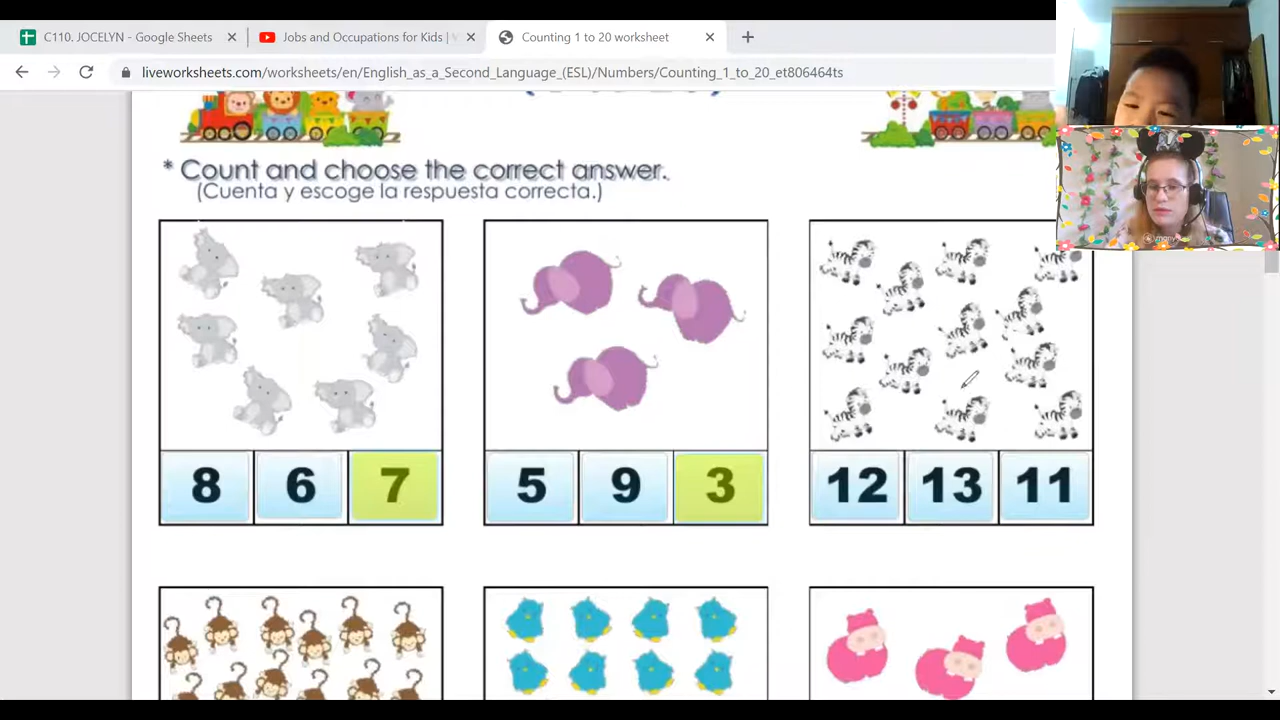 C110. JOCELYN - Google Sheets
Jobs and Occupations for Kids |
Counting 1 to 20 worksheet
liveworksheets.com/worksheets/en/English_as_a_Second_Language_(ESL)/Numbers/Counting_1_to_20_et806464ts
* Count and choose the correct answer.
(Cuenta y escoge la respuesta correcta.)
8 6 7
5 9 3
12 13 11